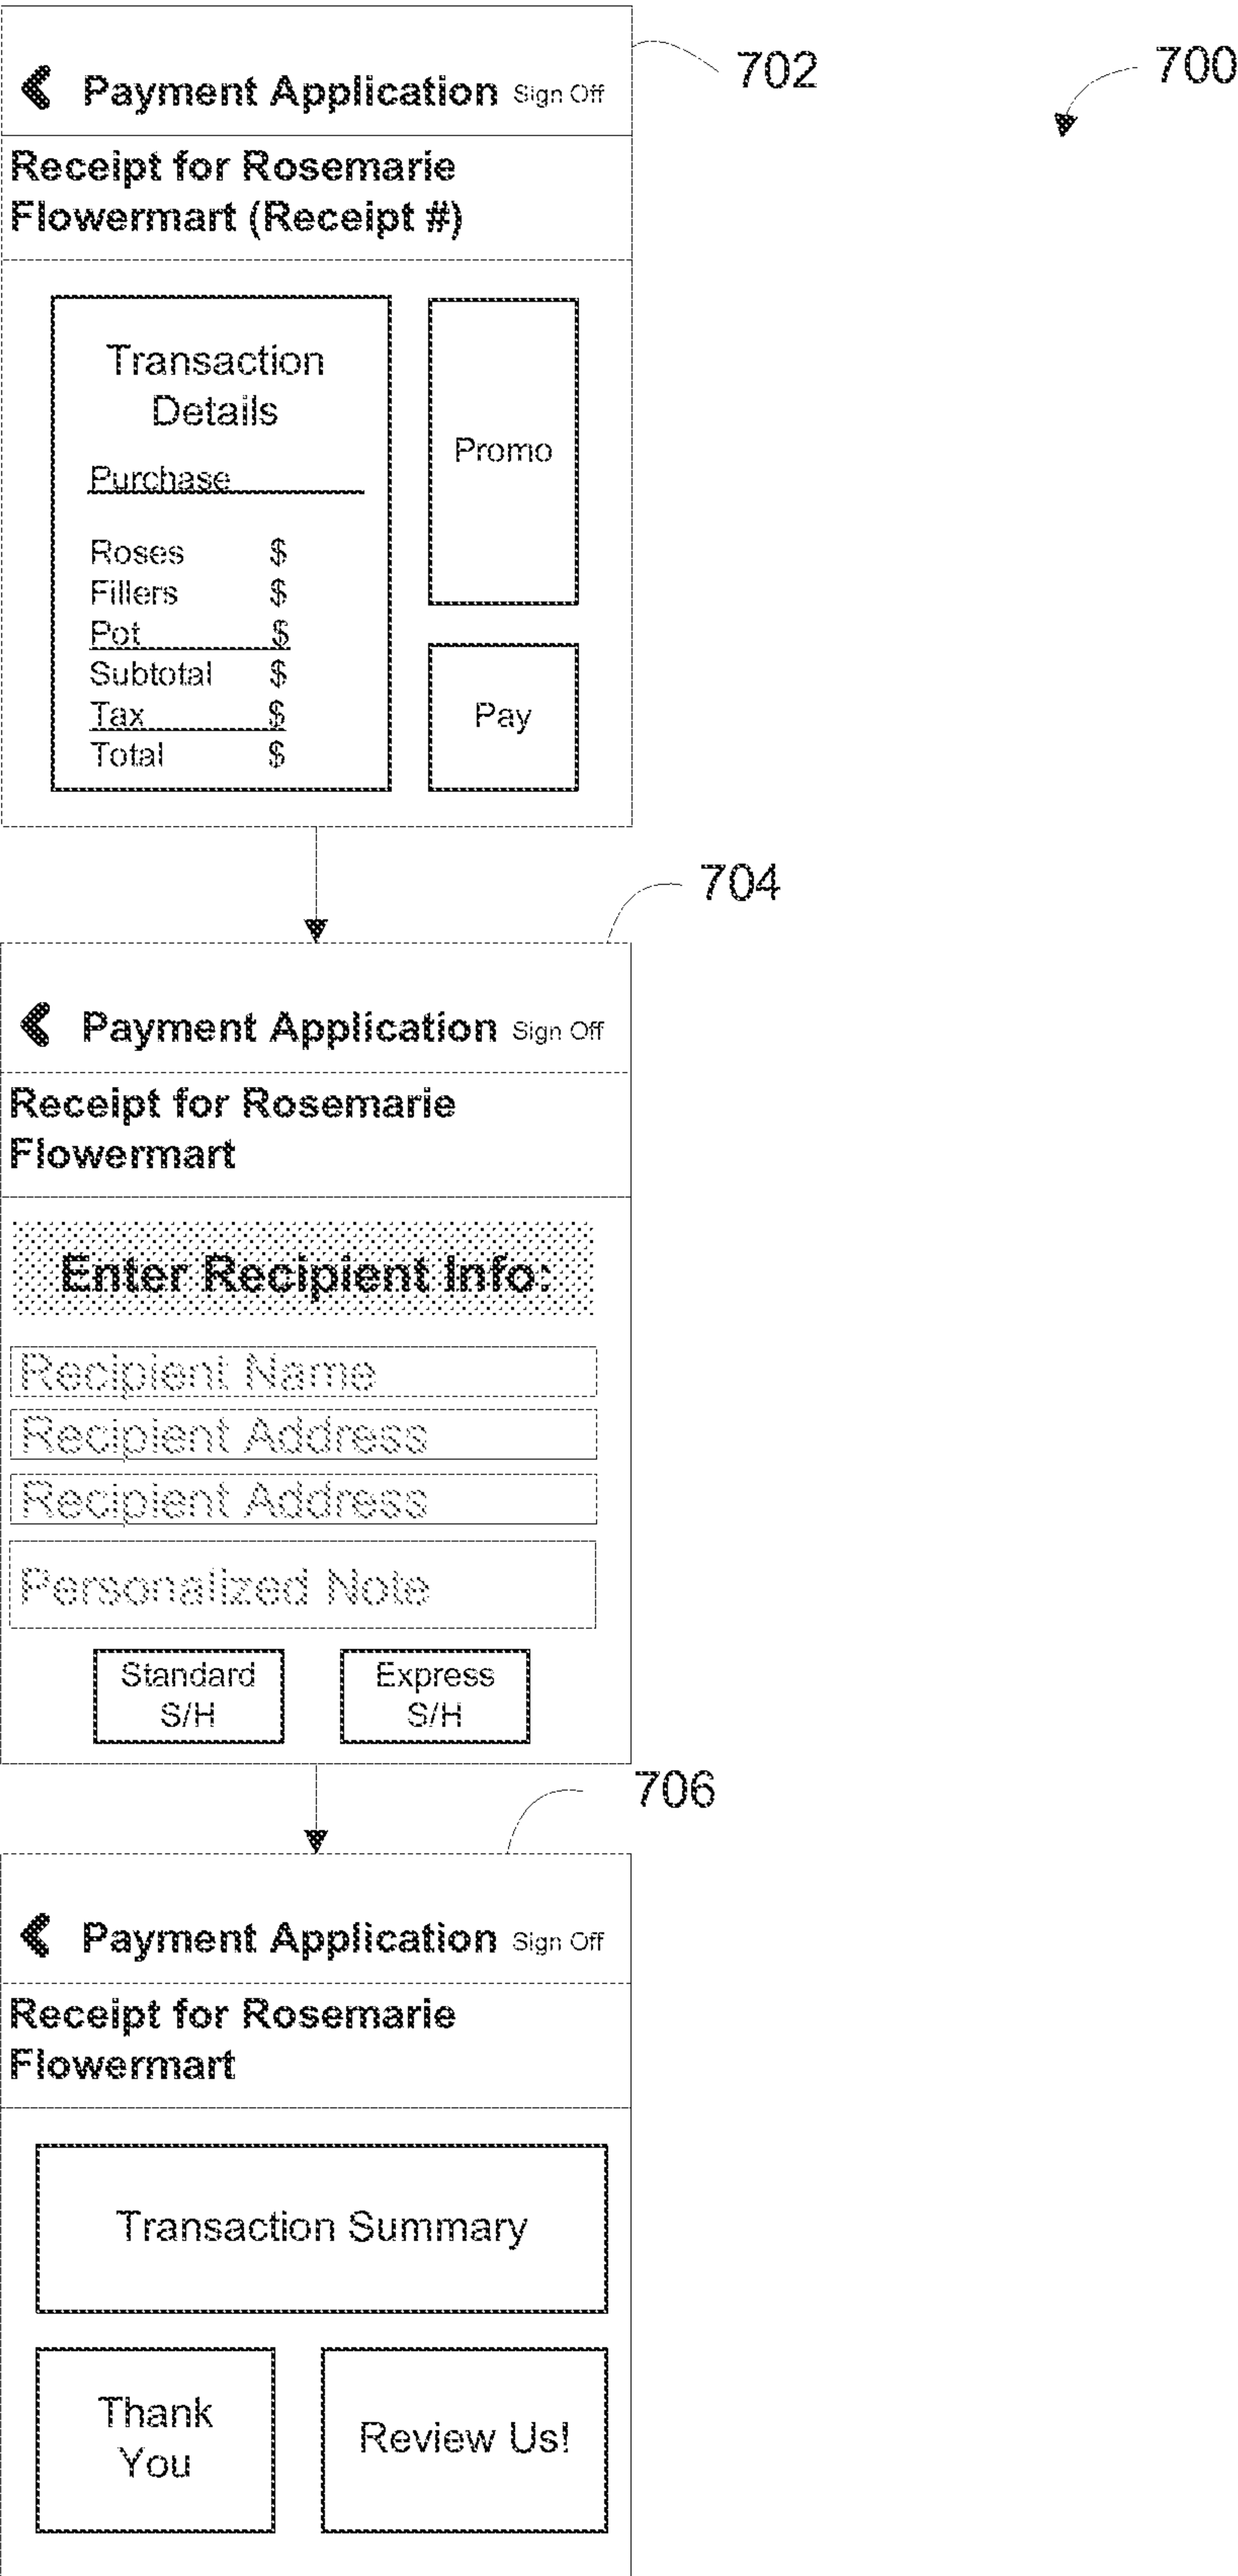 702
700
Payment Application Sign Off
Receipt for Rosemarie
Flowermart (Receipt #)
Transaction
Details
Purchase
Roses $
Fillers $
Pot $
Subtotal $
Tax $
Total $
Promo
Pay
704
Payment Application Sign Off
Receipt for Rosemarie
Flowermart
Enter Recipient Info:
Recipient Name
Recipient Address
Recipient Address
Personalized Note
Standard
S/H
Express
S/H
706
Payment Application Sign Off
Receipt for Rosemarie
Flowermart
Transaction Summary
Thank
You
Review Us!